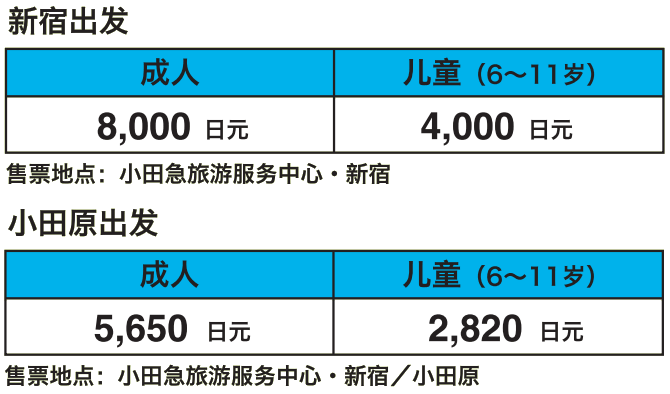 新宿出发
成人
儿童（6～11岁）
8,000 日元
4,000 日元
售票地点：小田急旅游服务中心・新宿
小田原出发
成人
儿童（6～11岁）
5,650 日元
2,820 日元
售票地点：小田急旅游服务中心・新宿／小田原